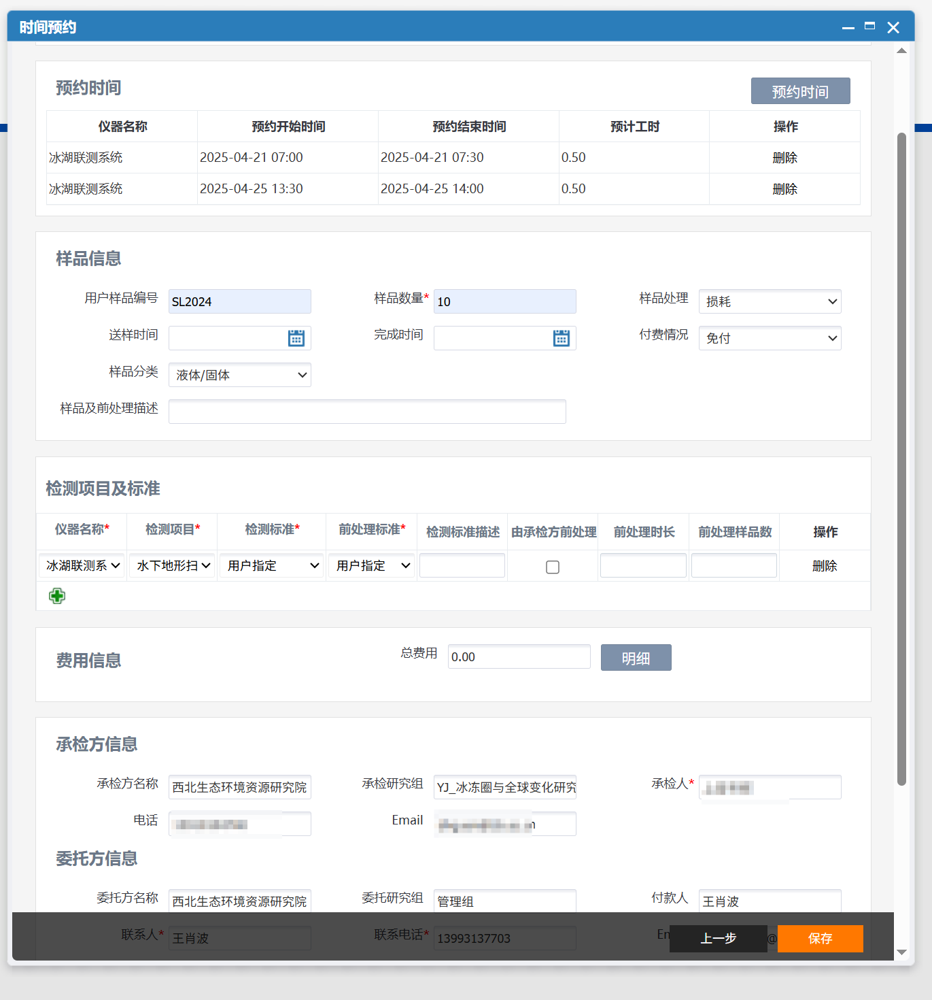 时间预约
预约时间
预约时间
仪器名称 预约开始时间 预约结束时间 预计工时 操作
冰湖联测系统 2025-04-21 07:00 2025-04-21 07:30 0.50 删除
冰湖联测系统 2025-04-25 13:30 2025-04-25 14:00 0.50 删除
样品信息
用户样品编号 SL2024 样品数量* 10 样品处理 损耗
送样时间 完成时间 付费情况 免付
样品分类 液体/固体
样品及前处理描述
检测项目及标准
仪器名称* 检测项目* 检测标准* 前处理标准* 检测标准描述 由承检方前处理 前处理时长 前处理样品数 操作
冰湖联测系 水下地形扫 用户指定 用户指定 删除
费用信息 总费用 0.00 明细
承检方信息
承检方名称 西北生态环境资源研究院 承检研究组 YJ_冰冻圈与全球变化研究 承检人*
电话 Email
委托方信息
委托方名称 西北生态环境资源研究院 委托研究组 管理组 付款人 王肖波
联系人* 王肖波 联系电话* 13993137703 En @
上一步 保存